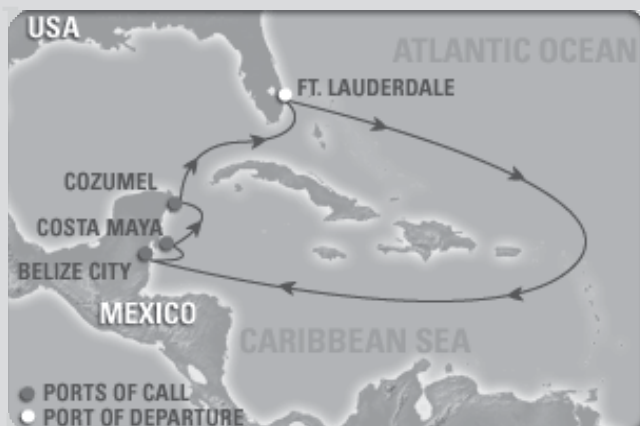 USA
ATLANTIC OCEAN
FT. LAUDERDALE
COZUMEL
COSTA MAYA
BELIZE CITY
MEXICO
CARIBBEAN SEA
PORTS OF CALL
PORT OF DEPARTURE